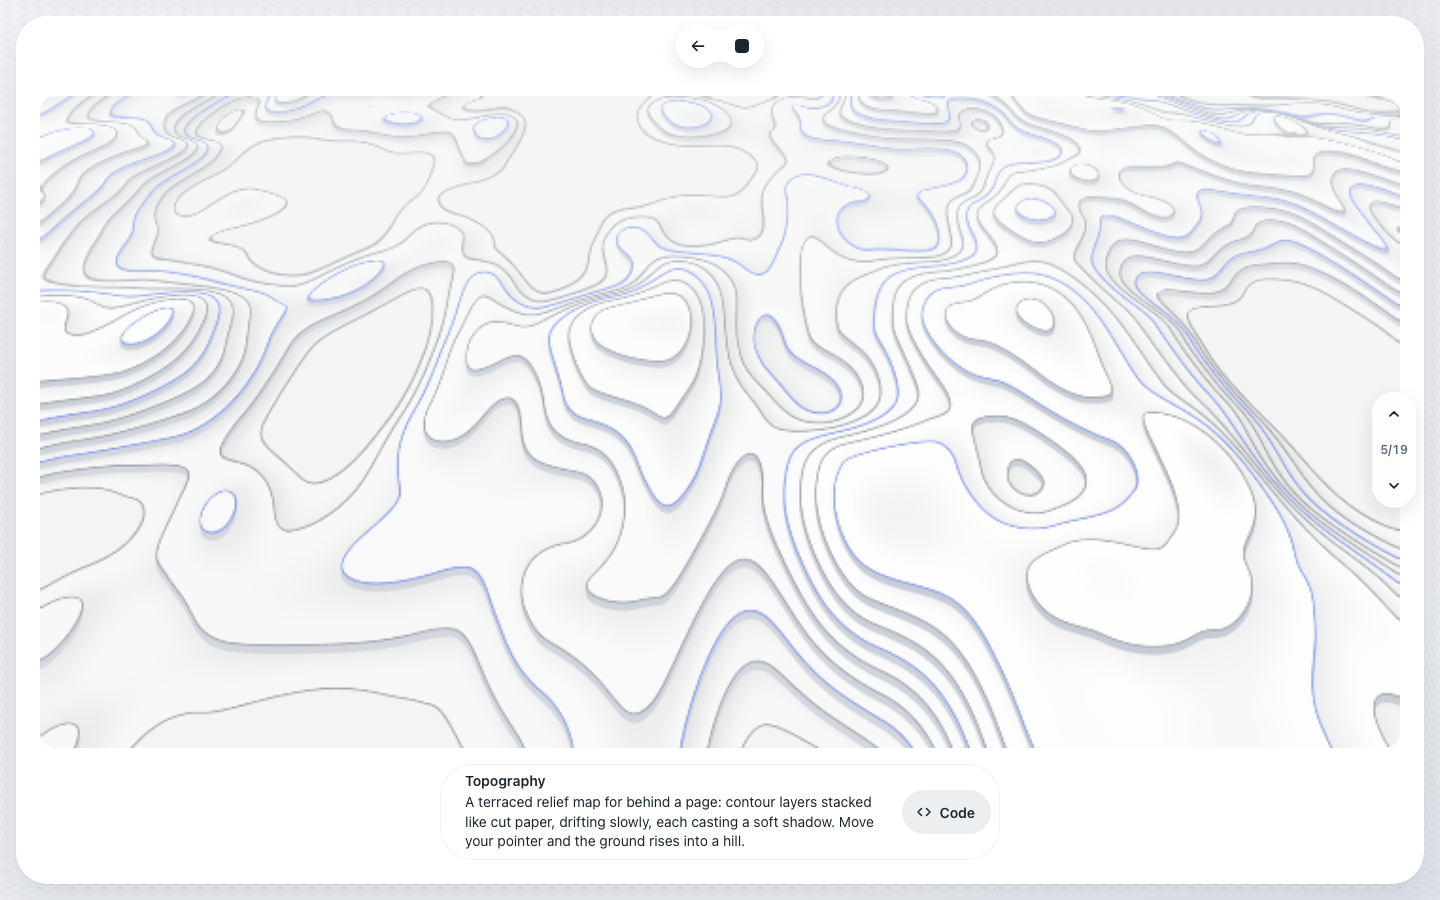 5/19
Topography
A terraced relief map for behind a page: contour layers stacked
like cut paper, drifting slowly, each casting a soft shadow. Move
your pointer and the ground rises into a hill.
Code